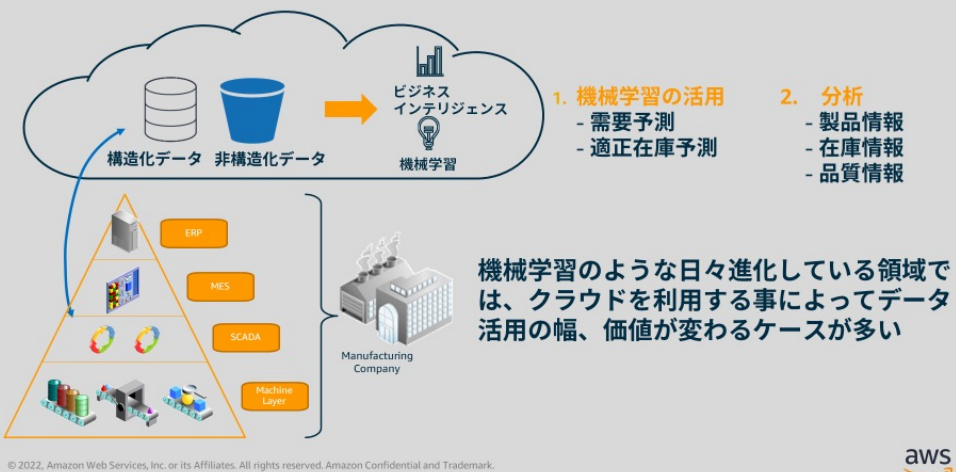 ビジネス
インテリジェンス
構造化データ
非構造化データ
機械学習
1. 機械学習の活用
- 需要予測
- 適正在庫予測
2. 分析
- 製品情報
- 在庫情報
- 品質情報
ERP
MES
SCADA
Machine
Layer
Manufacturing
Company
機械学習のような日々進化している領域で
は、クラウドを利用する事によってデータ
活用の幅、価値が変わるケースが多い
© 2022, Amazon Web Services, Inc. or its Affiliates. All rights reserved. Amazon Confidential and Trademark.
aws